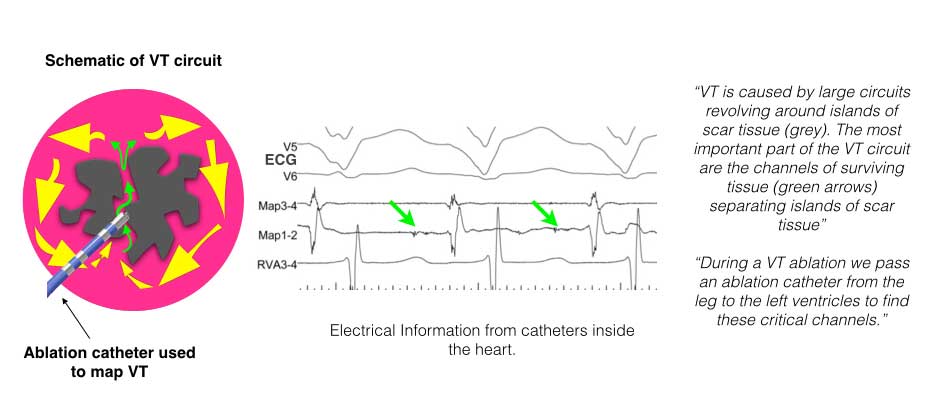 Schematic of VT circuit
Ablation catheter used
to map VT
V5
ECG
V6
Map3-4
Map1-2
RVA3-4
Electrical Information from catheters inside
the heart.
“VT is caused by large circuits
revolving around islands of
scar tissue (grey). The most
important part of the VT circuit
are the channels of surviving
tissue (green arrows)
separating islands of scar
tissue”
“During a VT ablation we pass
an ablation catheter from the
leg to the left ventricles to find
these critical channels.”